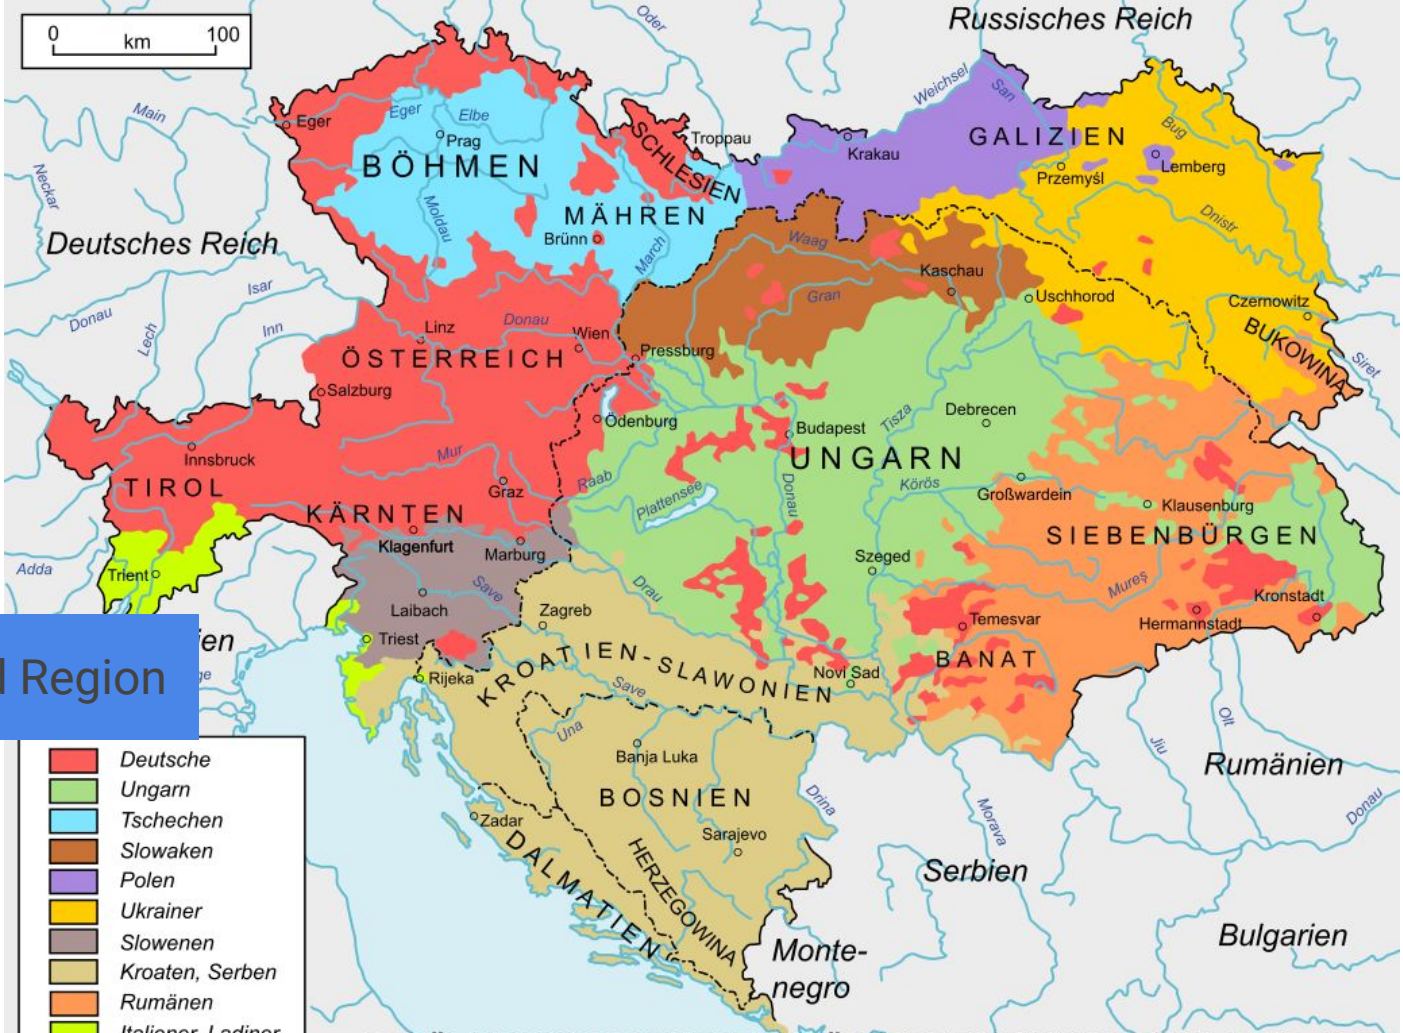 0 km 100
Russisches Reich
Oder
Weichsel
San
Main
Eger
Eger
Elbe
Prag
BÖHMEN
SCHLESIEN
Troppau
Krakau
GALIZIEN
Bug
Lemberg
Przemyśl
Neckar
Moldau
MÄHREN
Brünn
March
Dnistr
Deutsches Reich
Waag
Kaschau
Gran
Uschhorod
Czernowitz
BUKOWINA
Siret
Isar
Donau
Lech
Inn
Linz
Donau
Wien
ÖSTERREICH
Pressburg
Salzburg
Ödenburg
Tisza
Debrecen
Budapest
UNGARN
Innsbruck
Mur
Raab
Plattensee
Donau
Körös
Großwardein
TIROL
Graz
Klausenburg
KÄRNTEN
SIEBENBÜRGEN
Klagenfurt
Marburg
Szeged
Adda
Trient
Save
Drau
Mureş
Laibach
Zagreb
Kronstadt
Temesvar
Hermannstadt
Triest
ien
KROATIEN-SLAWONIEN
BANAT
Region
Rijeka
Save
Novi Sad
ge
Una
Olt
Jiu
Banja Luka
Rumänien
BOSNIEN
Drina
Morava
Donau
Zadar
Sarajevo
DALMATIEN
HERZEGOWINA
Serbien
Bulgarien
Monte-
negro
Deutsche
Ungarn
Tschechen
Slowaken
Polen
Ukrainer
Slowenen
Kroaten, Serben
Rumänen
Italiener, Ladiner